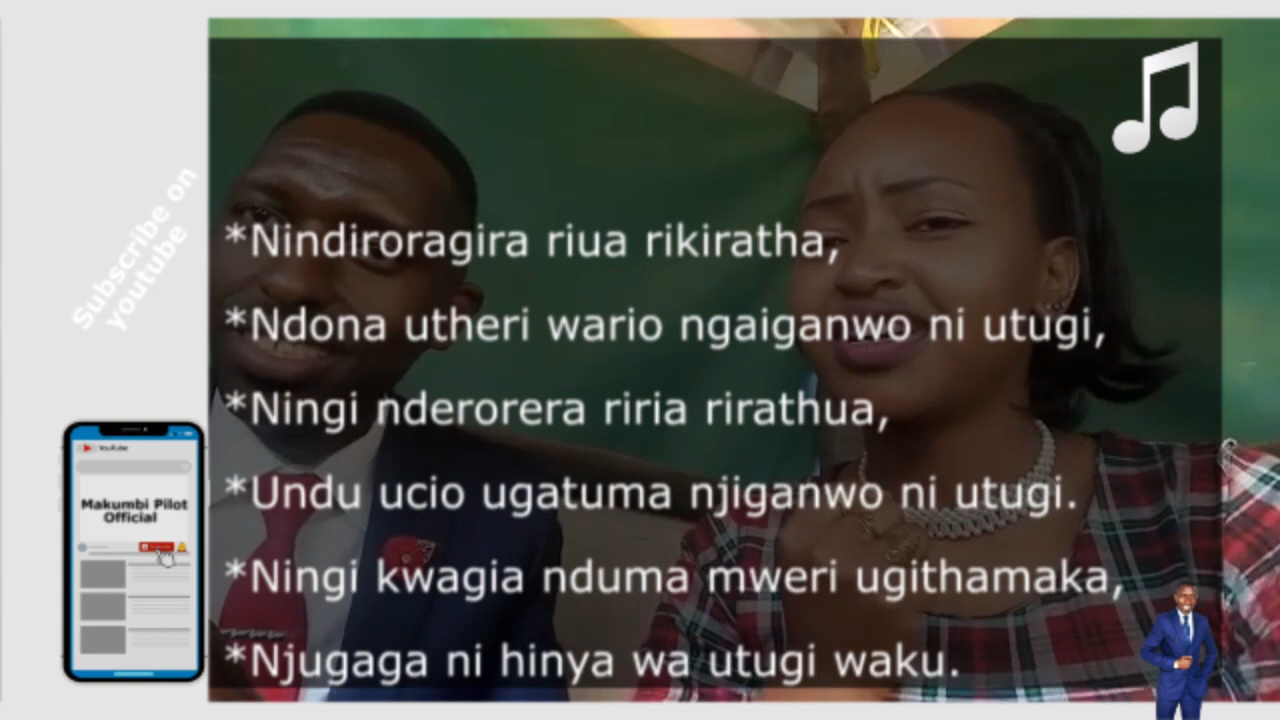 Subscribe on
youtube
*Nindiroragira riua rikiratha,
*Ndona utheri wario ngaiganwo ni utugi,
*Ningi nderorera riria rirathua,
*Undu ucio ugatuma njiganwo ni utugi.
*Ningi kwagia nduma mweri ugithamaka,
*Njugaga ni hinya wa utugi waku.
YouTube
Makumbi Pilot
Official